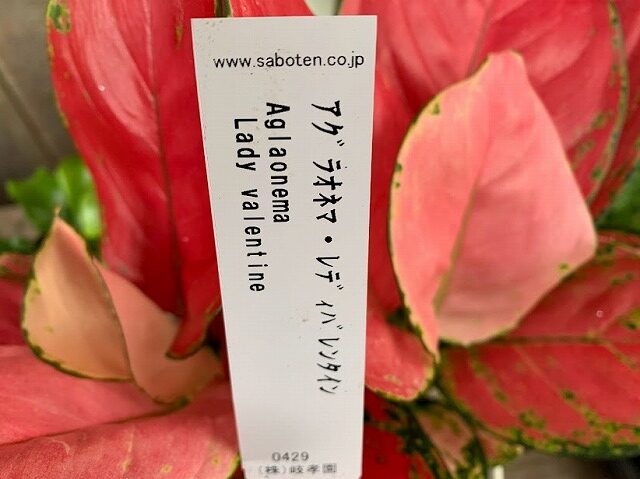 www.saboten.co.jp
アグラオネマ・レディバレンタイン
Aglaonema
Lady valentine
0429
(株)岐孝園